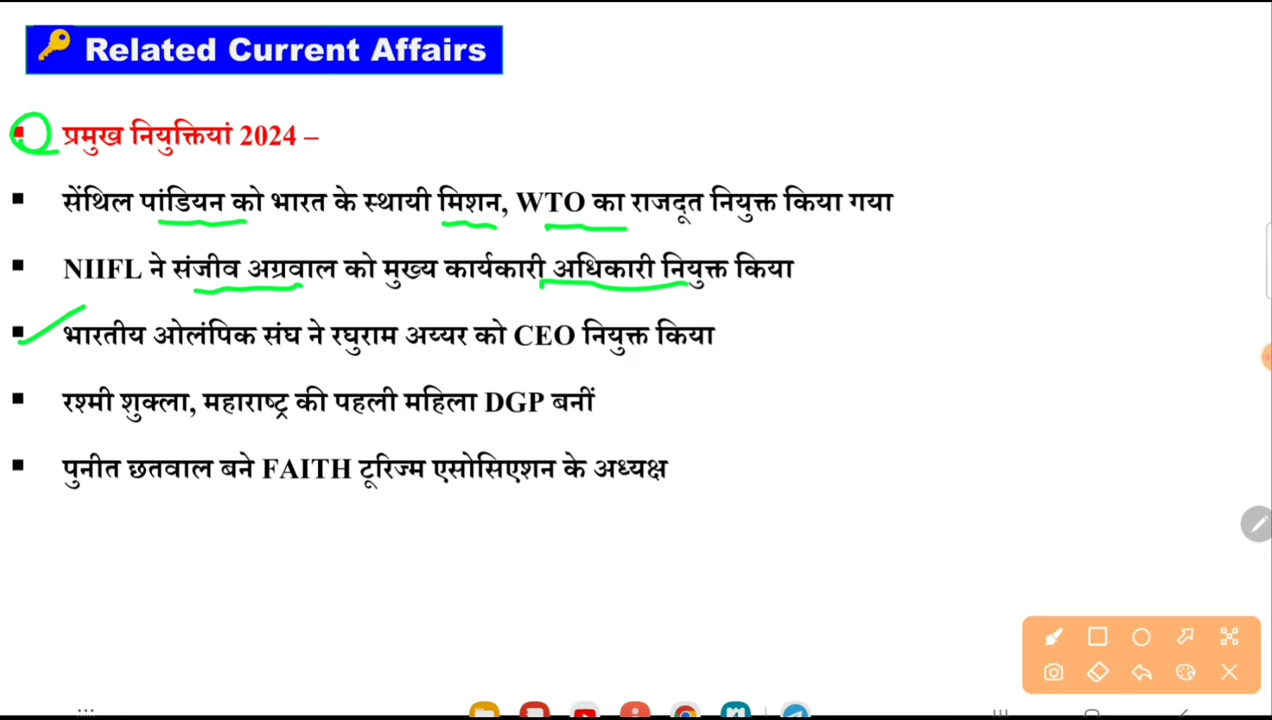 Related Current Affairs
प्रमुख नियुक्तियां 2024 –
सेंथिल पांडियन को भारत के स्थायी मिशन, WTO का राजदूत नियुक्त किया गया
NIIFL ने संजीव अग्रवाल को मुख्य कार्यकारी अधिकारी नियुक्त किया
भारतीय ओलंपिक संघ ने रघुराम अय्यर को CEO नियुक्त किया
रश्मी शुक्ला, महाराष्ट्र की पहली महिला DGP बनीं
पुनीत छतवाल बने FAITH टूरिज्म एसोसिएशन के अध्यक्ष